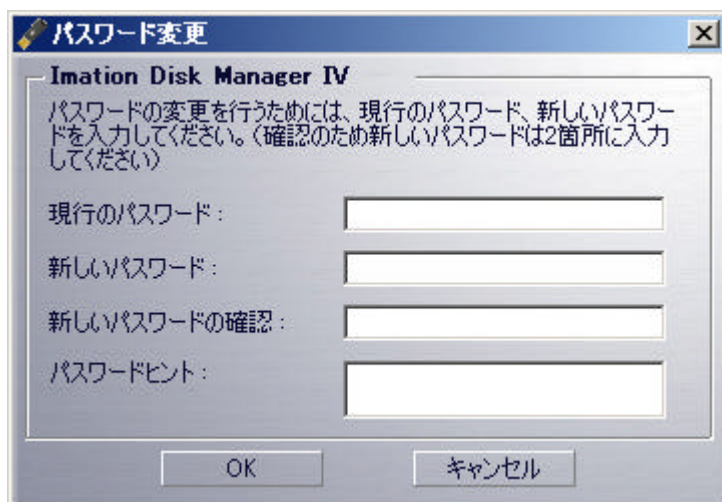 パスワード変更
Imation Disk Manager IV
パスワードの変更を行うためには、現行のパスワード、新しいパスワー
ドを入力してください。（確認のため新しいパスワードは2箇所に入力
してください）
現行のパスワード：
新しいパスワード：
新しいパスワードの確認：
パスワードヒント：
OK キャンセル